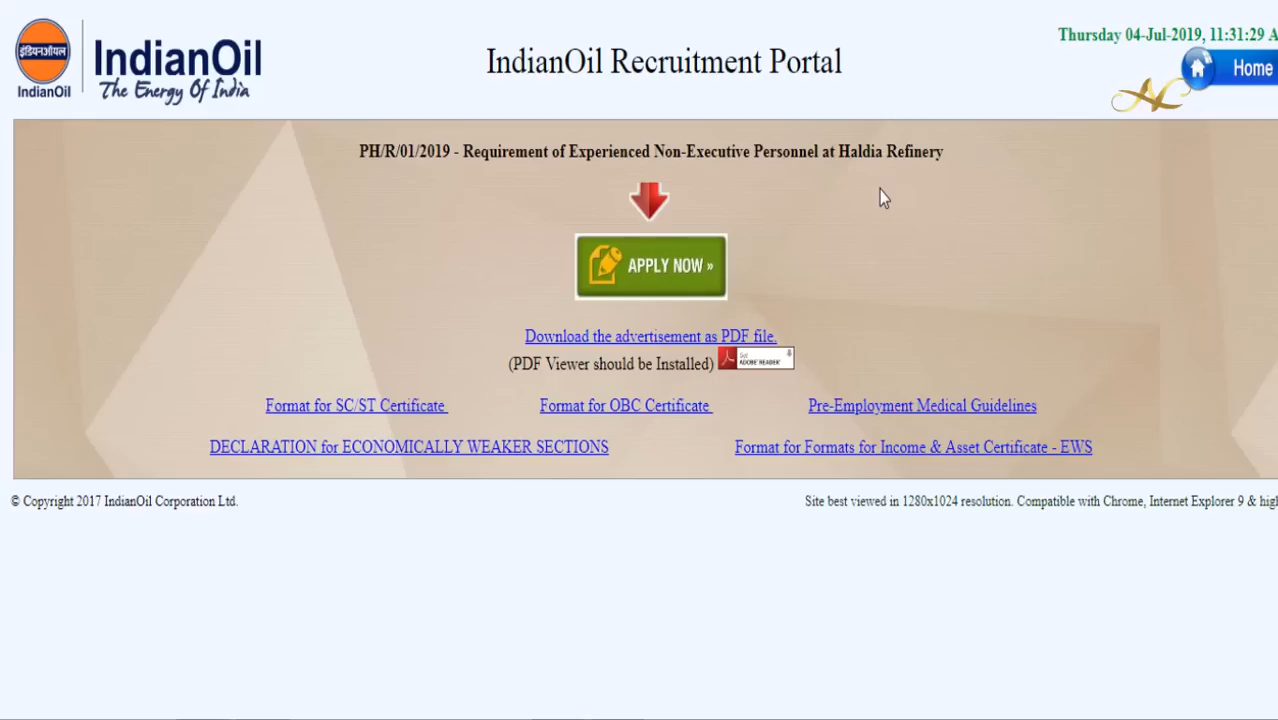 इंडियनऑयल
IndianOil
IndianOil
The Energy Of India
IndianOil Recruitment Portal
Thursday 04-Jul-2019, 11:31:29 A
Home
AC
PH/R/01/2019 - Requirement of Experienced Non-Executive Personnel at Haldia Refinery
APPLY NOW »
Download the advertisement as PDF file.
(PDF Viewer should be Installed) Get ADOBE® READER®
Format for SC/ST Certificate Format for OBC Certificate Pre-Employment Medical Guidelines
DECLARATION for ECONOMICALLY WEAKER SECTIONS Format for Formats for Income & Asset Certificate - EWS
© Copyright 2017 IndianOil Corporation Ltd. Site best viewed in 1280x1024 resolution. Compatible with Chrome, Internet Explorer 9 & high